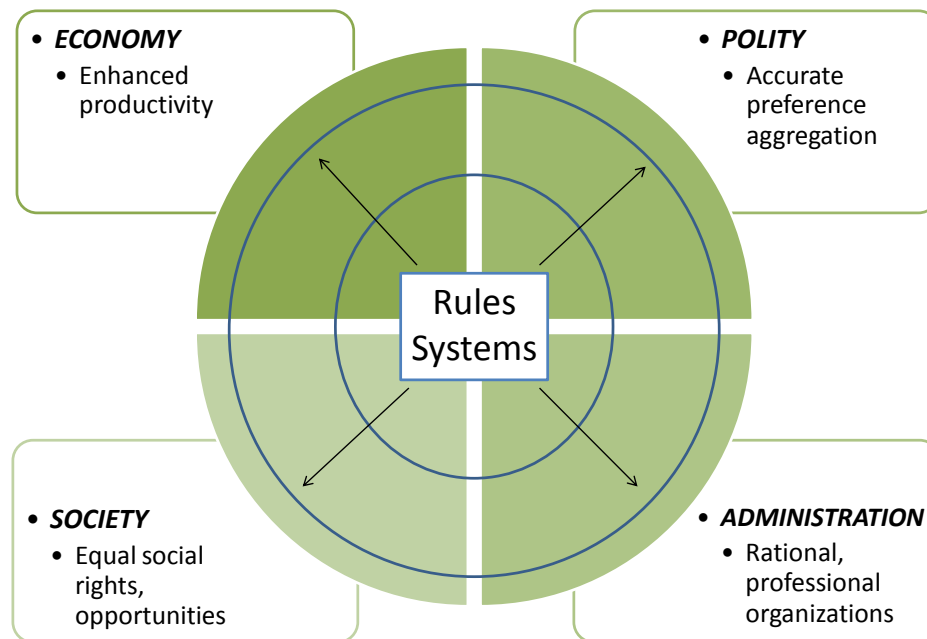 • ECONOMY
• Enhanced
productivity
• POLITY
• Accurate
preference
aggregation
Rules
Systems
• SOCIETY
• Equal social
rights,
opportunities
• ADMINISTRATION
• Rational,
professional
organizations